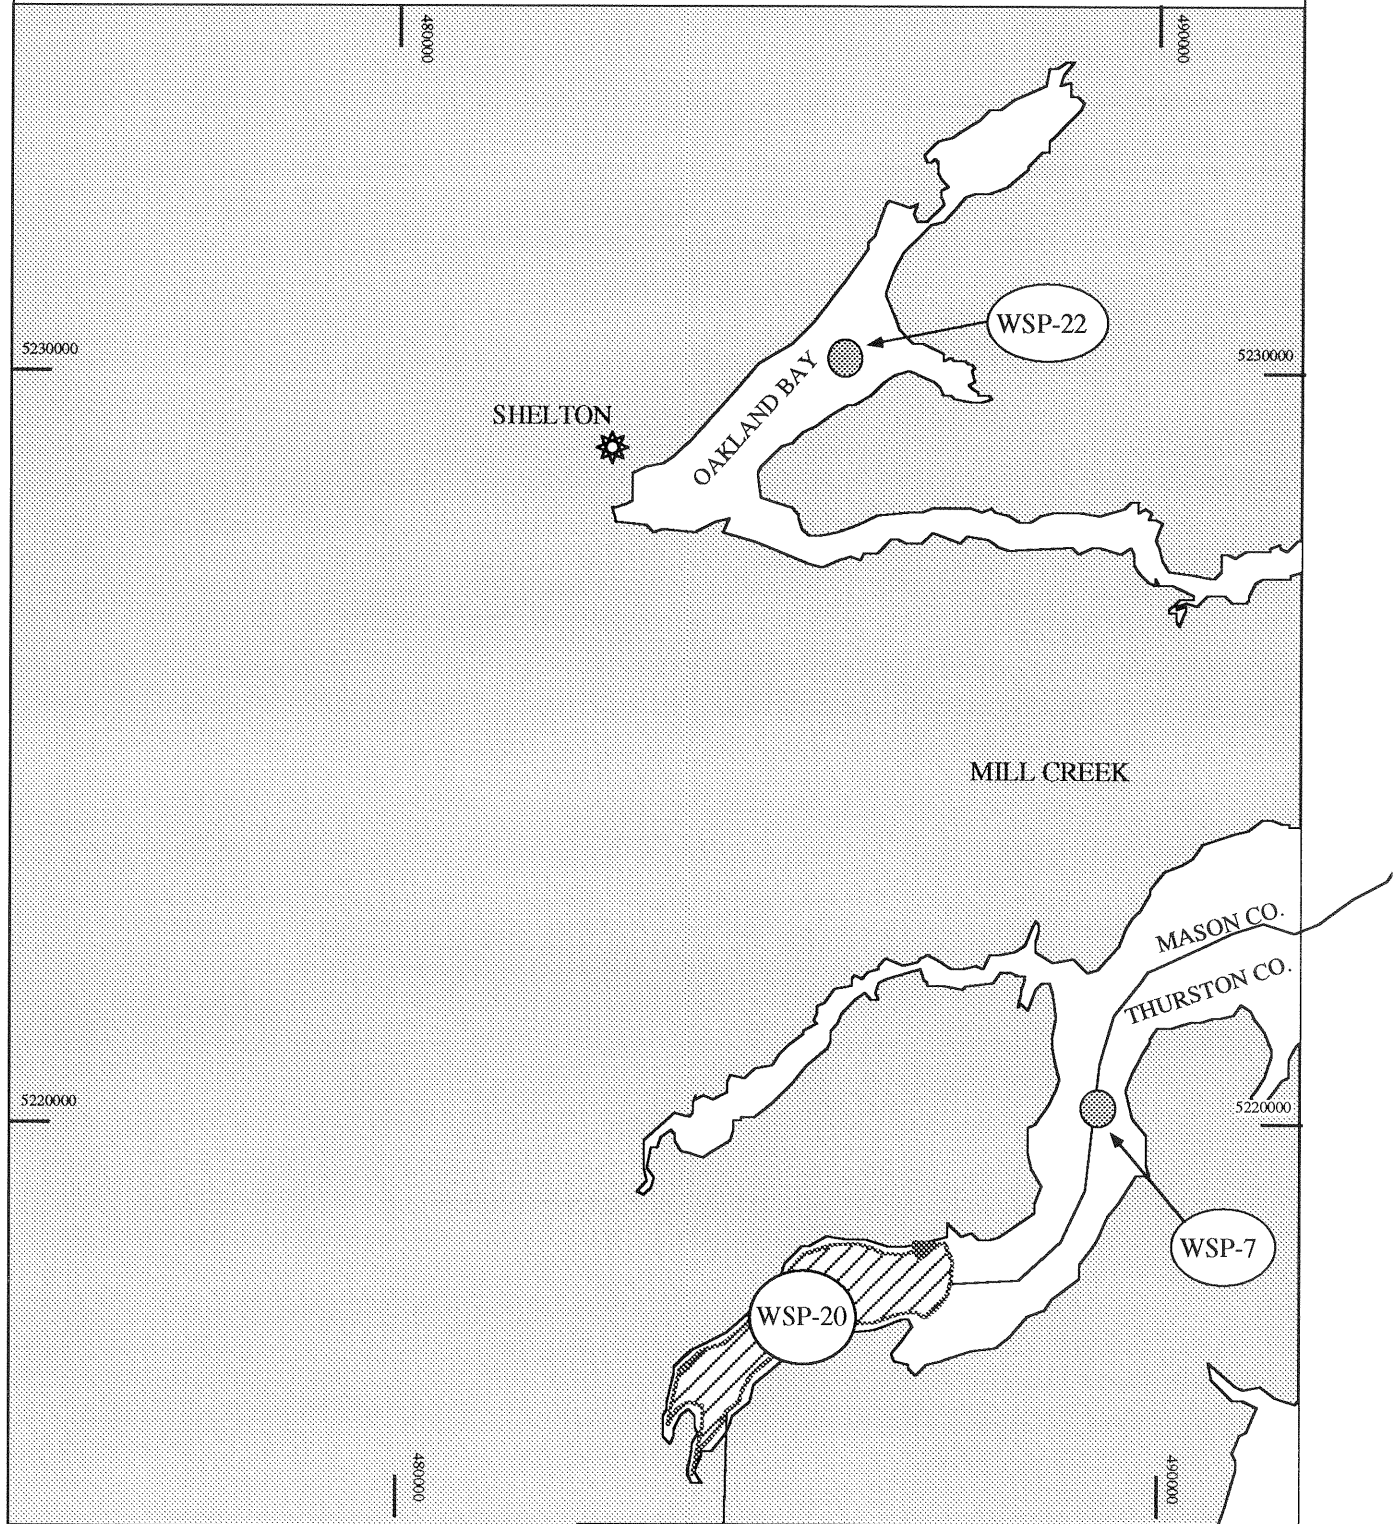 480000
490000
WSP-22
5230000
5230000
OAKLAND BAY
SHELTON
MILL CREEK
MASON CO.
THURSTON CO.
5220000
5220000
WSP-7
WSP-20
480000
490000